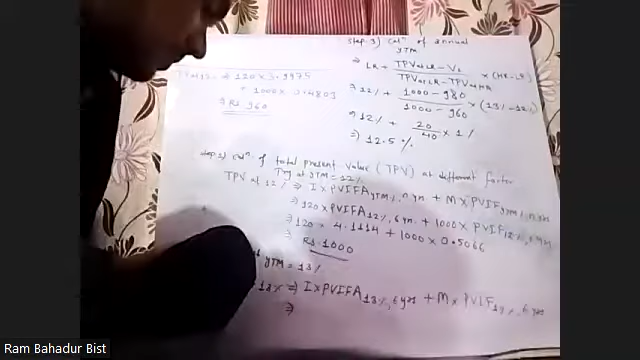 Step 3) Calⁿ of annual
YTM
⇒ LR + TPV at LR - V₀ / TPV at LR - TPV at HR × (HR - LR)
⇒ 12% + 1000 - 980 / 1000 - 960 × (13% - 12%)
⇒ 12% + 20/40 × 1%
⇒ 12.5%
⇒ 120 × 3.9975
+ 1000 × 0.4803
⇒ Rs. 960
Step 2) Calⁿ of total present value (TPV) at different
TPV at YTM = 12%
TPV at 12% ⇒ I × PVIFA YTM%, n yrs + M × PVIF YTM%, n yrs
⇒ 120 × PVIFA 12%, 6 yrs + 1000 × PVIF 12%, 6 yrs
⇒ 120 × 4.1114 + 1000 × 0.5066
⇒ Rs. 1000
YTM = 13%
13% ⇒ I × PVIFA 13%, 6 yrs + M × PVIF 13%, 6 yrs
⇒
Ram Bahadur Bist